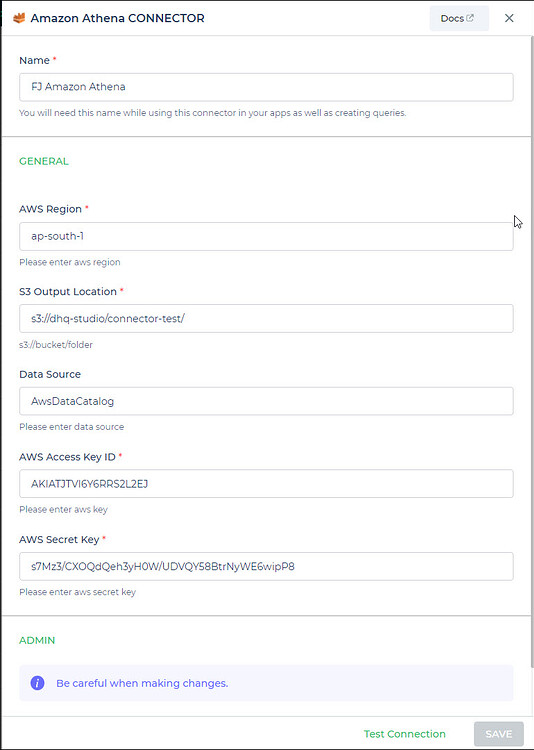 Amazon Athena CONNECTOR
Docs
Name *
FJ Amazon Athena
You will need this name while using this connector in your apps as well as creating queries.
GENERAL
AWS Region *
ap-south-1
Please enter aws region
S3 Output Location *
s3://dhq-studio/connector-test/
s3://bucket/folder
Data Source
AwsDataCatalog
Please enter data source
AWS Access Key ID *
AKIATJTVI6Y6RRS2L2EJ
Please enter aws key
AWS Secret Key *
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
Please enter aws secret key
ADMIN
Be careful when making changes.
Test Connection
SAVE